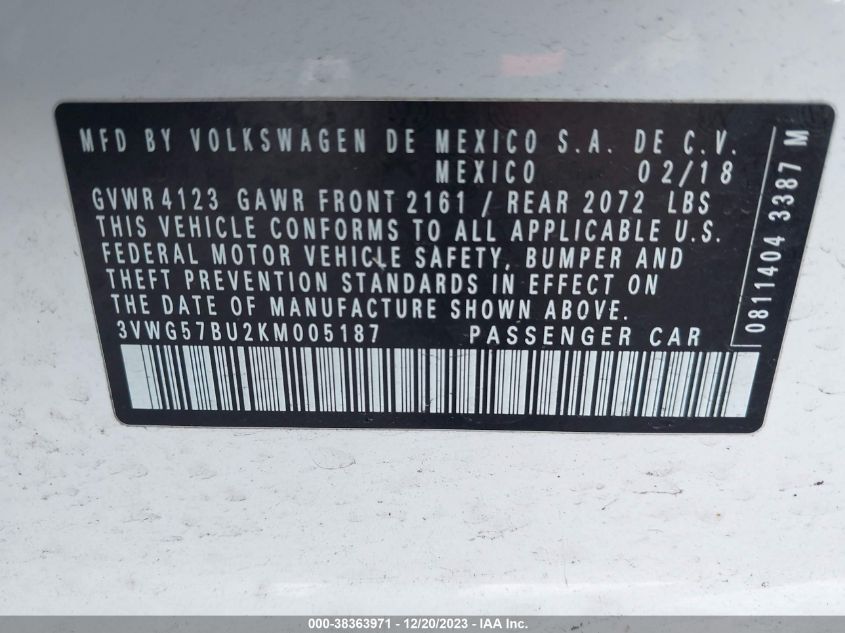 MFD BY VOLKSWAGEN DE MEXICO S.A. DE C.V.
MEXICO 02/18
GVWR 4123 GAWR FRONT 2161 / REAR 2072 LBS
THIS VEHICLE CONFORMS TO ALL APPLICABLE U.S.
FEDERAL MOTOR VEHICLE SAFETY, BUMPER AND
THEFT PREVENTION STANDARDS IN EFFECT ON
THE DATE OF MANUFACTURE SHOWN ABOVE.
3VWG57BU2KM005187 PASSENGER CAR
0811404 3387 M
000-38363971 - 12/20/2023 - IAA Inc.